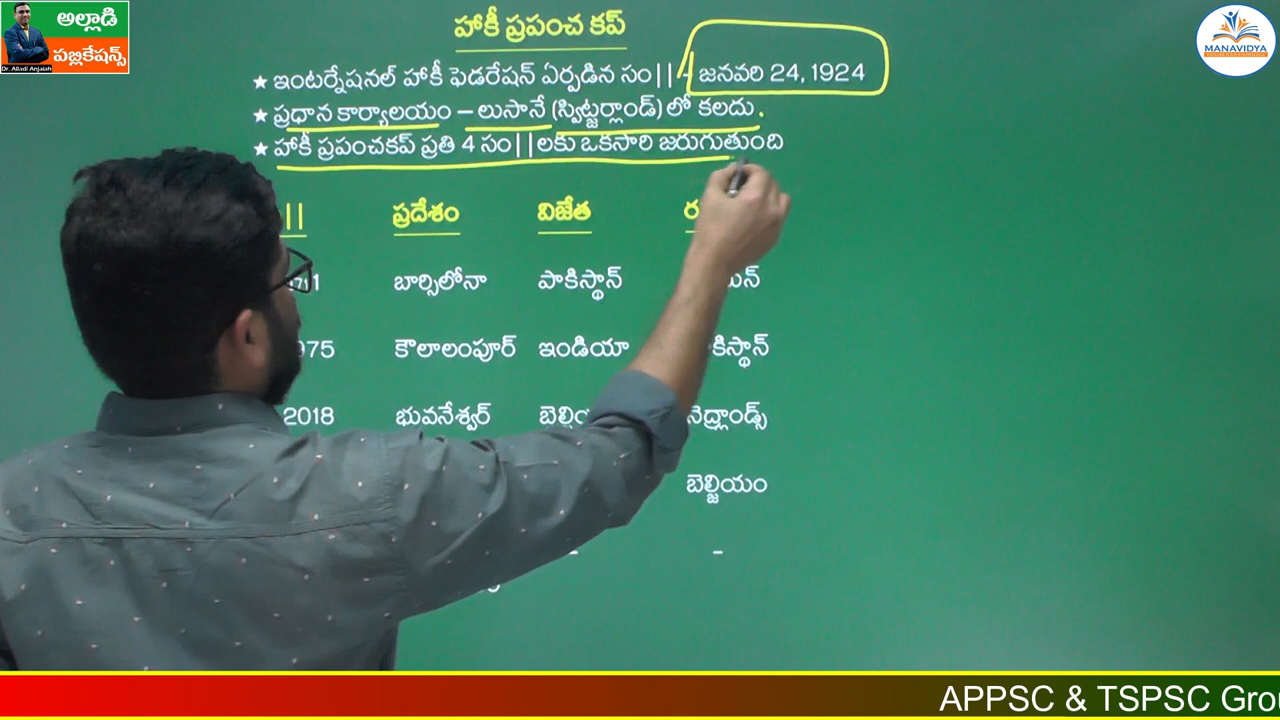 అల్లాడి
పబ్లికేషన్స్
Dr. Alladi Anjaiah
MANAVIDYA
హాకీ ప్రపంచ కప్
★ ఇంటర్నేషనల్ హాకీ ఫెడరేషన్ ఏర్పడిన సం|| - జనవరి 24, 1924
★ ప్రధాన కార్యాలయం – లుసానే (స్విట్జర్లాండ్) లో కలదు.
★ హాకీ ప్రపంచకప్ ప్రతి 4 సం||లకు ఒకసారి జరుగుతుంది
ప్రదేశం విజేత
బార్సిలోనా పాకిస్థాన్
కౌలాలంపూర్ ఇండియా
2018 భువనేశ్వర్ నెదర్లాండ్స్
బెల్జియం
- -
APPSC & TSPSC